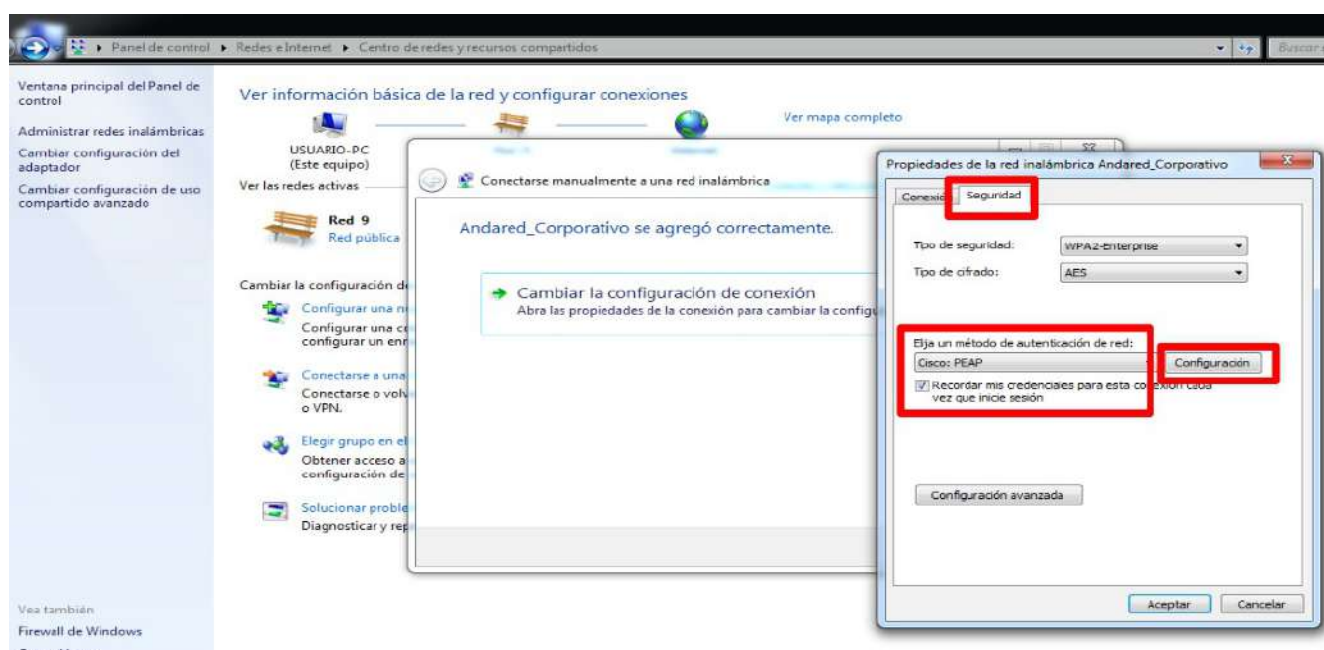 Panel de control ▸ Redes e Internet ▸ Centro de redes y recursos compartidos
Buscar
Ventana principal del Panel de
control
Administrar redes inalámbricas
Cambiar configuración del
adaptador
Cambiar configuración de uso
compartido avanzado
Vea también
Firewall de Windows
Ver información básica de la red y configurar conexiones
Ver mapa completo
USUARIO-PC
(Este equipo)
Ver las redes activas
Red 9
Red pública
Cambiar la configuración de
Configurar una
Configurar una
configurar un
Conectarse a una
Conectarse o
o VPN.
Elegir grupo en el
Obtener acceso a
configuración de
Solucionar
Diagnosticar y
Conectarse manualmente a una red inalámbrica
Andared_Corporativo se agregó correctamente.
Cambiar la configuración de conexión
Abra las propiedades de la conexión para cambiar la
Propiedades de la red inalámbrica Andared_Corporativo
Conexión
Seguridad
Tipo de seguridad: WPA2-Enterprise
Tipo de cifrado: AES
Elija un método de autenticación de red:
Cisco: PEAP
Configuración
Recordar mis credenciales para esta conexión cada
vez que inicie sesión
Configuración avanzada
Aceptar
Cancelar